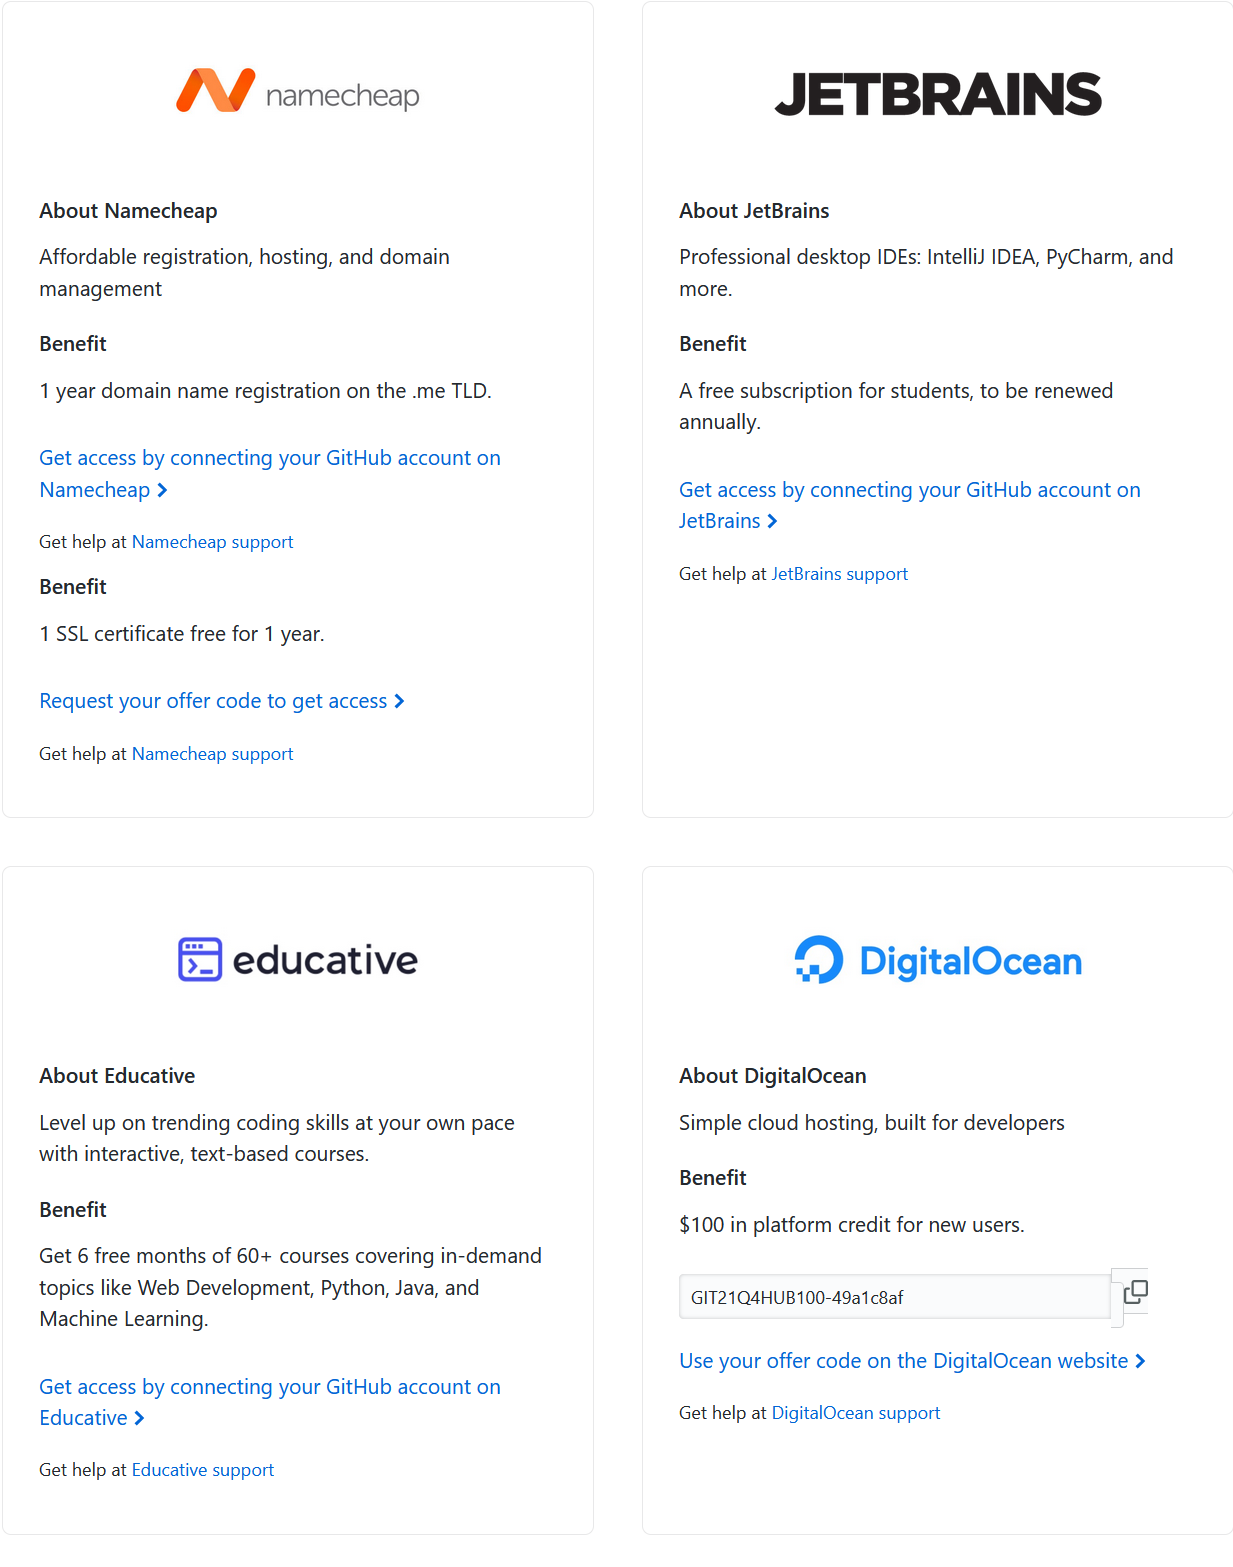 namecheap
About Namecheap
Affordable registration, hosting, and domain
management
Benefit
1 year domain name registration on the .me TLD.
Get access by connecting your GitHub account on
Namecheap
Get help at Namecheap support
Benefit
1 SSL certificate free for 1 year.
Request your offer code to get access
Get help at Namecheap support
JETBRAINS
About JetBrains
Professional desktop IDEs: IntelliJ IDEA, PyCharm, and
more.
Benefit
A free subscription for students, to be renewed
annually.
Get access by connecting your GitHub account on
JetBrains
Get help at JetBrains support
educative
About Educative
Level up on trending coding skills at your own pace
with interactive, text-based courses.
Benefit
Get 6 free months of 60+ courses covering in-demand
topics like Web Development, Python, Java, and
Machine Learning.
Get access by connecting your GitHub account on
Educative
Get help at Educative support
DigitalOcean
About DigitalOcean
Simple cloud hosting, built for developers
Benefit
$100 in platform credit for new users.
GIT21Q4HUB100-49a1c8af
Use your offer code on the DigitalOcean website
Get help at DigitalOcean support